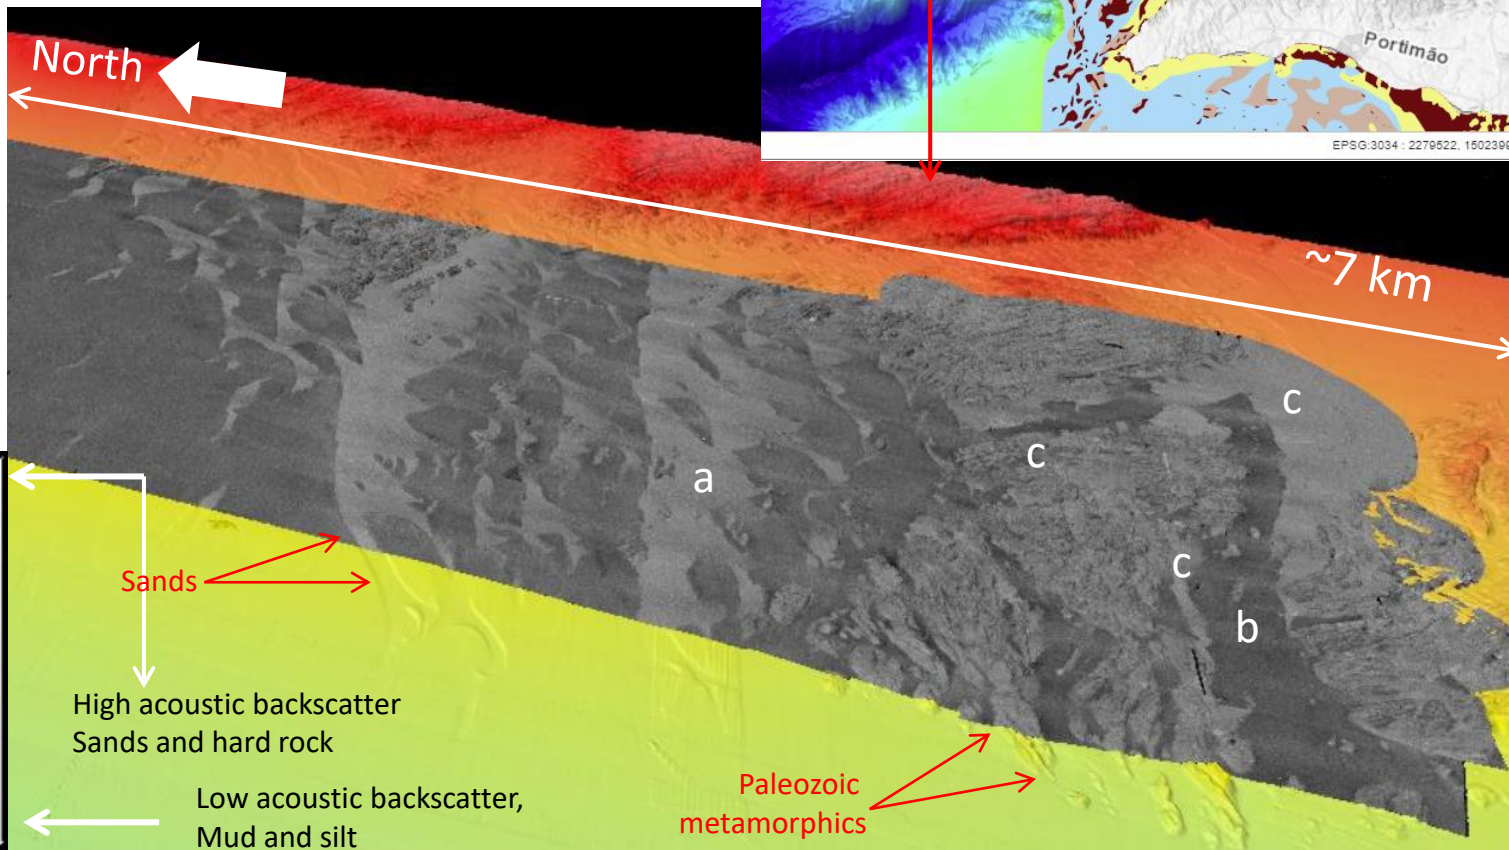 North
Portimão
EPSG:3034 : 2279522, 1502399
~7 km
c
c
a
c
b
Sands
High acoustic backscatter
Sands and hard rock
Paleozoic
metamorphics
Low acoustic backscatter,
Mud and silt